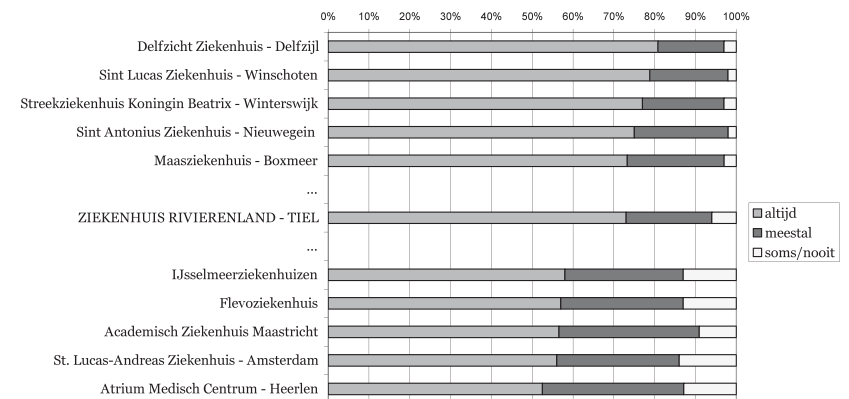 0% 10% 20% 30% 40% 50% 60% 70% 80% 90% 100%
Delfzicht Ziekenhuis - Delfzijl
Sint Lucas Ziekenhuis - Winschoten
Streekziekenhuis Koningin Beatrix - Winterswijk
Sint Antonius Ziekenhuis - Nieuwegein
Maasziekenhuis - Boxmeer
...
ZIEKENHUIS RIVIERENLAND - TIEL
...
IJsselmeerziekenhuizen
Flevoziekenhuis
Academisch Ziekenhuis Maastricht
St. Lucas-Andreas Ziekenhuis - Amsterdam
Atrium Medisch Centrum - Heerlen
altijd
meestal
soms/nooit